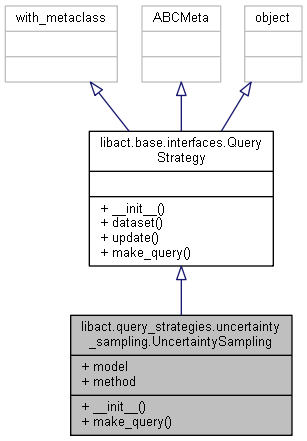 with_metaclass
ABCMeta
object
libact.base.interfaces.Query
Strategy
+ __init__()
+ dataset()
+ update()
+ make_query()
libact.query_strategies.uncertainty
_sampling.UncertaintySampling
+ model
+ method
+ __init__()
+ make_query()